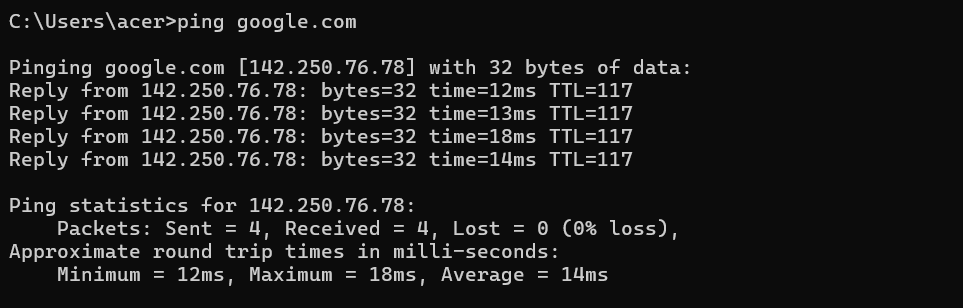 C:\Users\acer>ping google.com
Pinging google.com [142.250.76.78] with 32 bytes of data:
Reply from 142.250.76.78: bytes=32 time=12ms TTL=117
Reply from 142.250.76.78: bytes=32 time=13ms TTL=117
Reply from 142.250.76.78: bytes=32 time=18ms TTL=117
Reply from 142.250.76.78: bytes=32 time=14ms TTL=117
Ping statistics for 142.250.76.78:
    Packets: Sent = 4, Received = 4, Lost = 0 (0% loss),
Approximate round trip times in milli-seconds:
    Minimum = 12ms, Maximum = 18ms, Average = 14ms